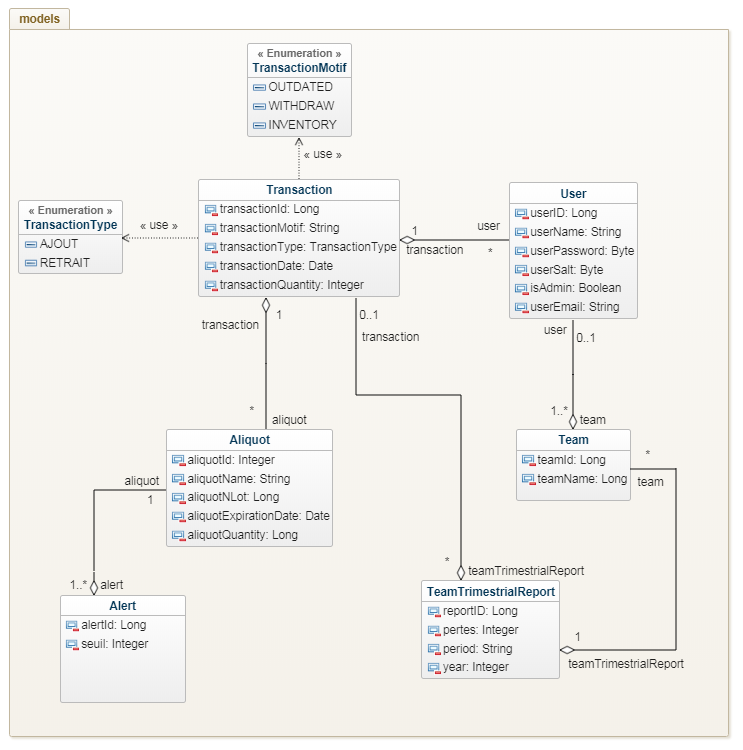 models
« Enumeration »
TransactionMotif
OUTDATED
WITHDRAW
INVENTORY
« use »
« Enumeration »
TransactionType
AJOUT
RETRAIT
« use »
Transaction
transactionId: Long
transactionMotif: String
transactionType: TransactionType
transactionDate: Date
transactionQuantity: Integer
1
transaction
user
*
User
userID: Long
userName: String
userPassword: Byte
userSalt: Byte
isAdmin: Boolean
userEmail: String
transaction
1
0..1
transaction
user
0..1
*
aliquot
1..*
team
Aliquot
aliquotId: Integer
aliquotName: String
aliquotNLot: Long
aliquotExpirationDate: Date
aliquotQuantity: Long
Team
teamId: Long
teamName: Long
*
team
aliquot
1
1..*
alert
Alert
alertId: Long
seuil: Integer
*
teamTrimestrialReport
TeamTrimestrialReport
reportID: Long
pertes: Integer
period: String
year: Integer
1
teamTrimestrialReport